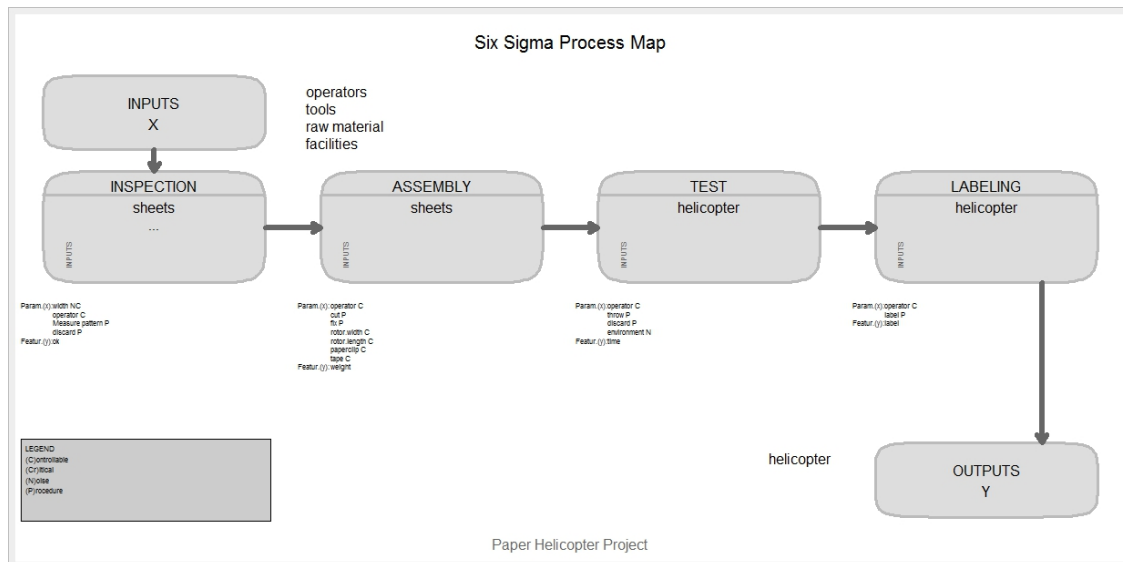 Six Sigma Process Map
INPUTS
X
operators
tools
raw material
facilities
INSPECTION
sheets
...
INPUTS
ASSEMBLY
sheets
INPUTS
TEST
helicopter
INPUTS
LABELING
helicopter
INPUTS
Param.(x):width NC
operator C
Measure pattern P
discard P
Featur.(y):ok
Param.(x):operator C
cut P
fix P
rotor.width C
rotor.length C
paperclip C
tape C
Featur.(y):weight
Param.(x):operator C
throw P
discard P
environment N
Featur.(y):time
Param.(x):operator C
label P
Featur.(y):label
LEGEND
(C)ontrollable
(Cr)itical
(N)oise
(P)rocedure
helicopter
OUTPUTS
Y
Paper Helicopter Project